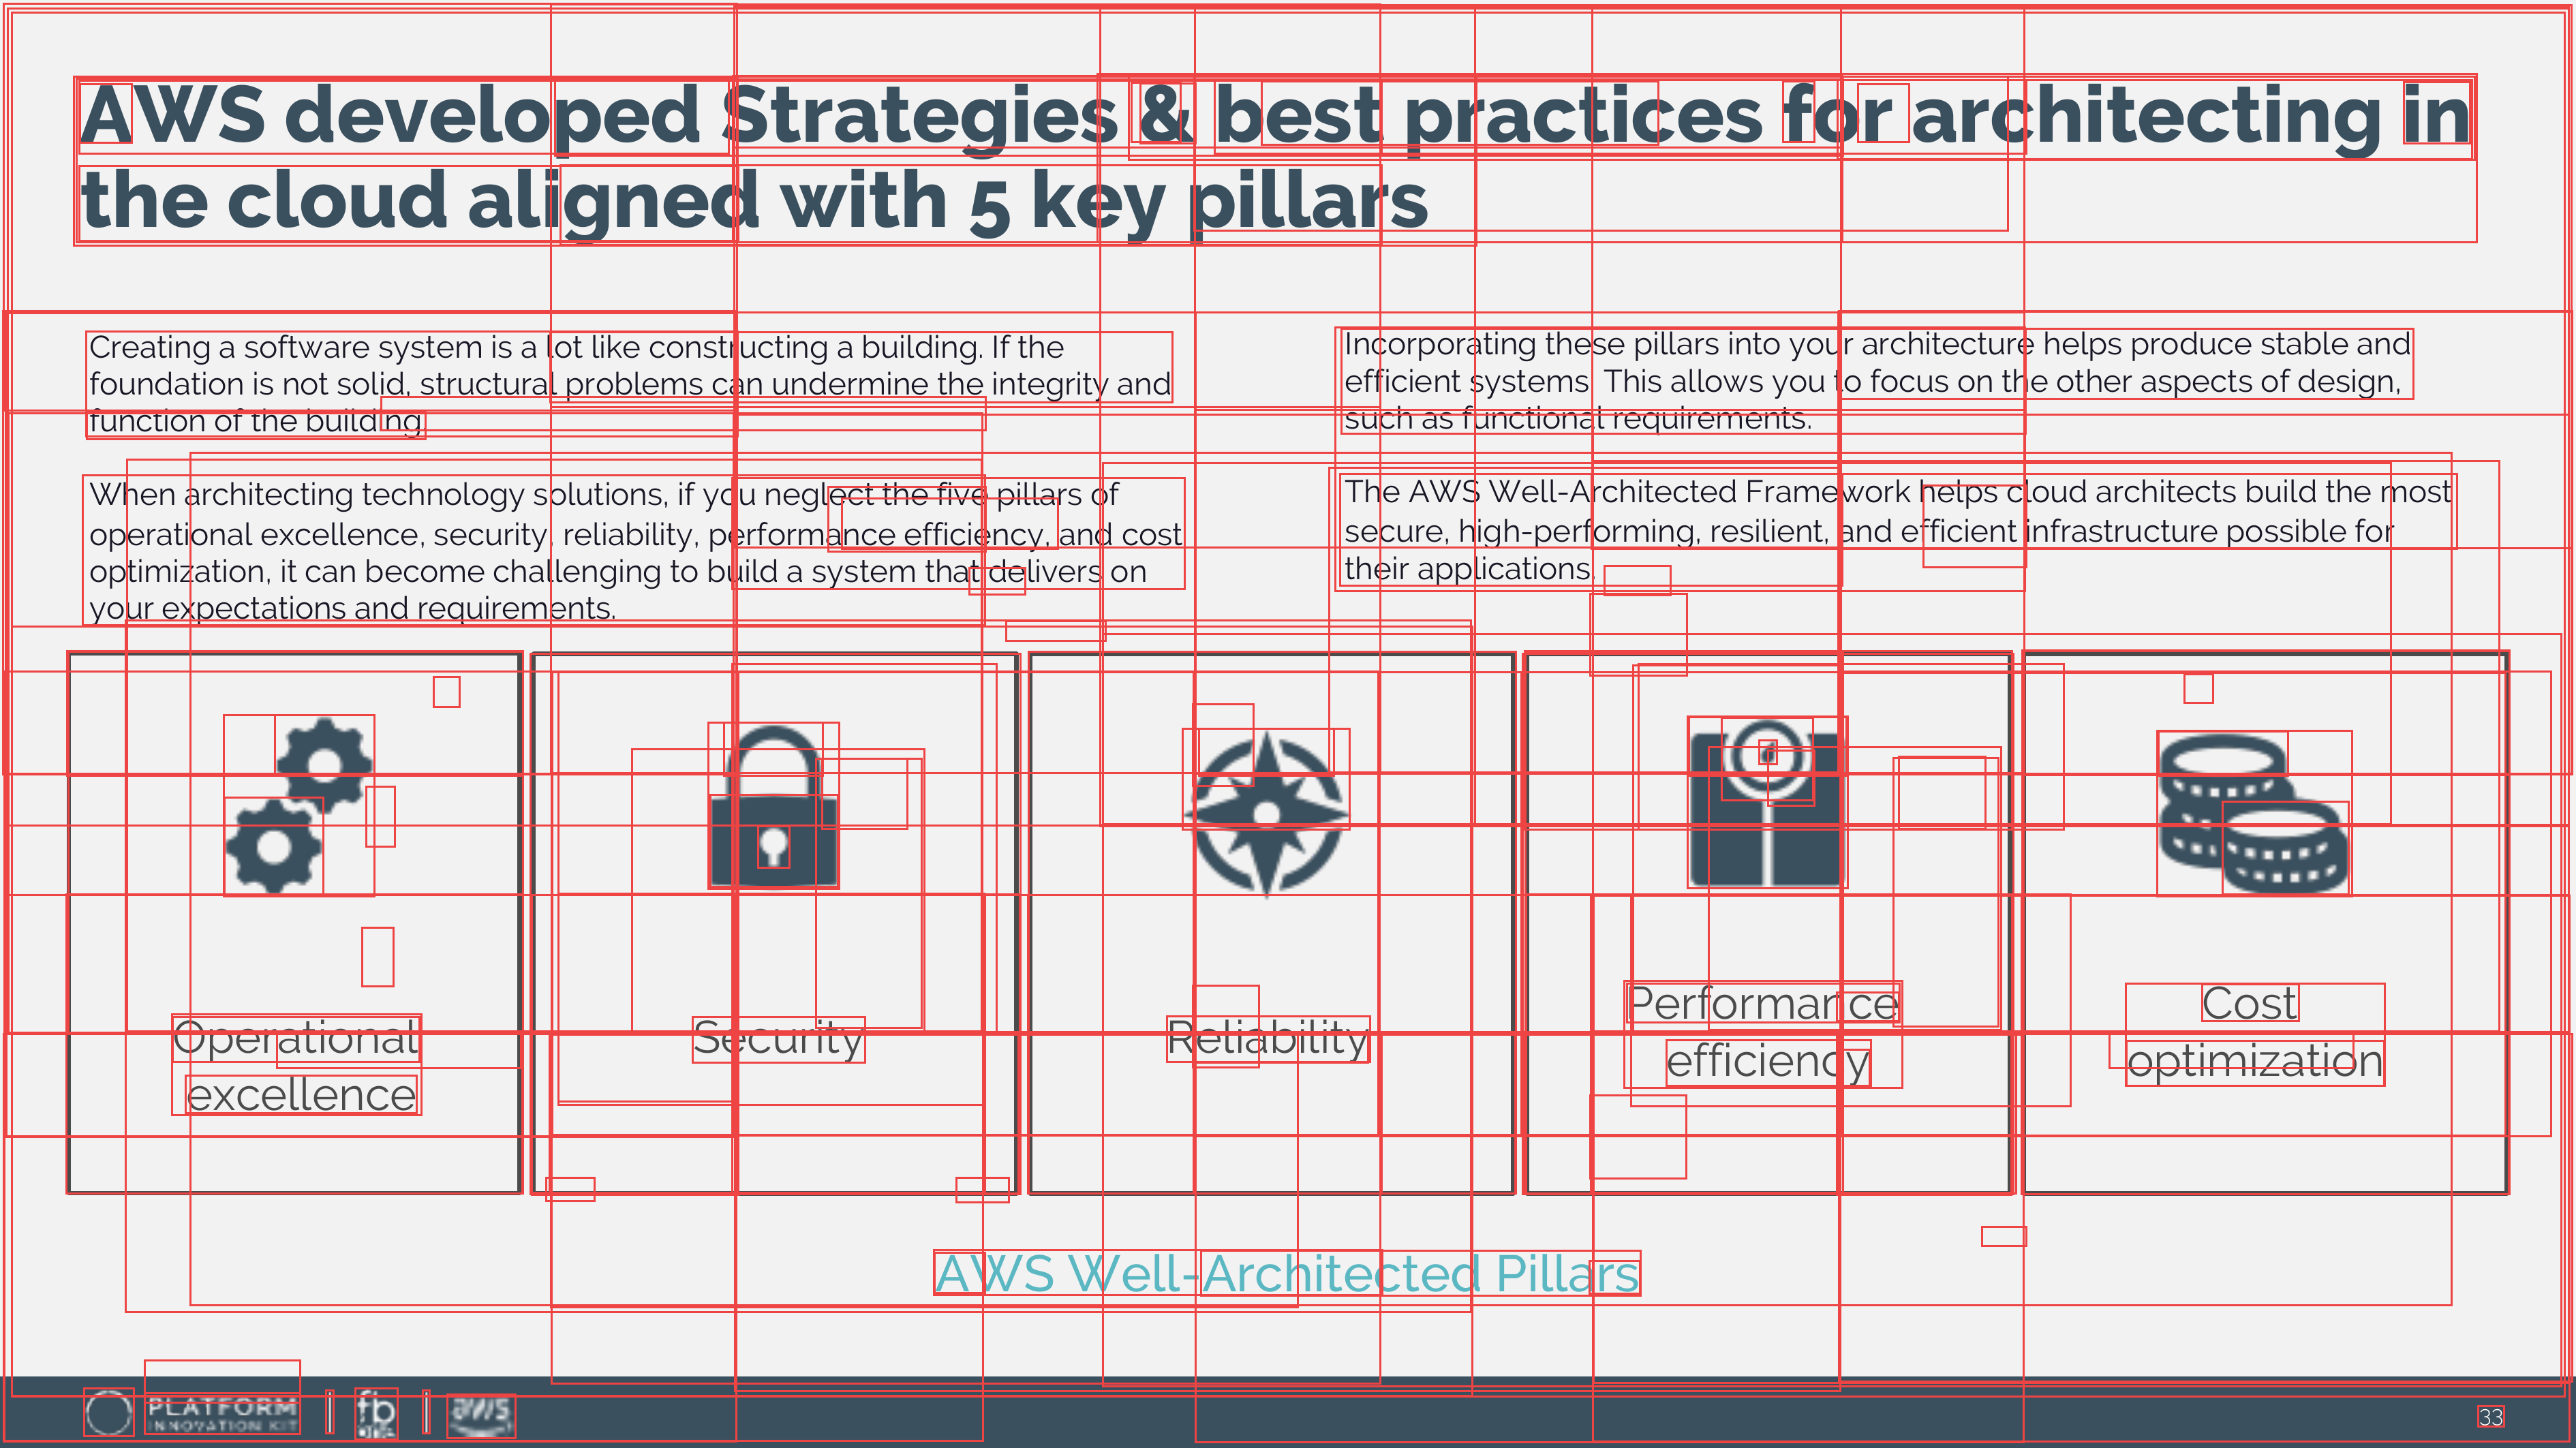 AWS developed Strategies & best practices for architecting in
the cloud aligned with 5 key pillars
Creating a software system is a lot like constructing a building. If the
foundation is not solid, structural problems can undermine the integrity and
function of the building.
When architecting technology solutions, if you neglect the five pillars of
operational excellence, security, reliability, performance efficiency, and cost
optimization, it can become challenging to build a system that delivers on
your expectations and requirements.
Incorporating these pillars into your architecture helps produce stable and
efficient systems. This allows you to focus on the other aspects of design,
such as functional requirements.
The AWS Well-Architected Framework helps cloud architects build the most
secure, high-performing, resilient, and efficient infrastructure possible for
their applications.
Operational
excellence
Security
Reliability
Performance
efficiency
Cost
optimization
AWS Well-Architected Pillars
PLATFORM
INNOVATION KIT
fb
aws
33